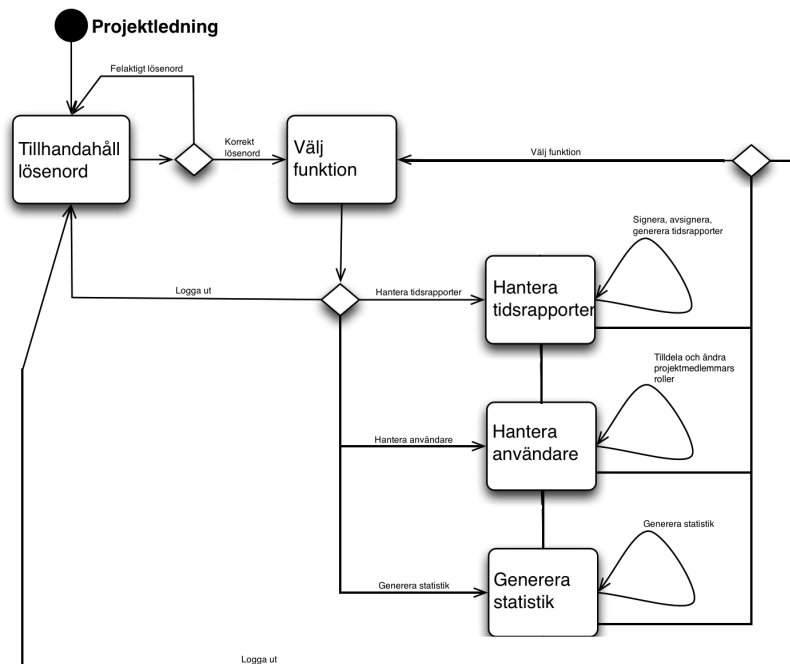 Projektledning
Felaktigt lösenord
Tillhandahåll
lösenord
Korrekt
lösenord
Välj
funktion
Välj funktion
Signera, avsignera,
generera tidsrapporter
Logga ut
Hantera tidsrapporter
Hantera
tidsrapporter
Tilldela och ändra
projektmedlemmars
roller
Hantera användare
Hantera
användare
Generera statistik
Generera statistik
Generera
statistik
Logga ut